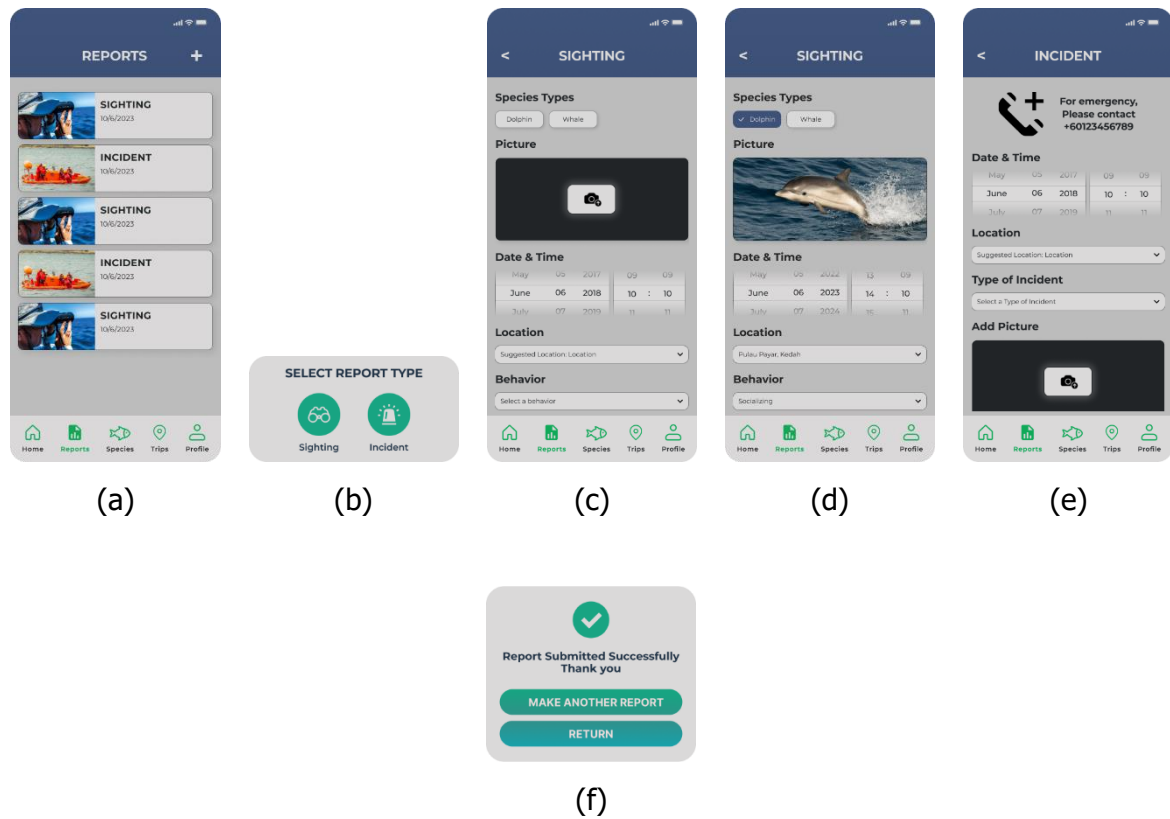 REPORTS +
SIGHTING
10/6/2023
INCIDENT
10/6/2023
SIGHTING
10/6/2023
INCIDENT
10/6/2023
SIGHTING
10/6/2023
Home Reports Species Trips Profile
(a)
SELECT REPORT TYPE
Sighting Incident
(b)
< SIGHTING
Species Types
Dolphin Whale
Picture
Date & Time
May 05 2017 09 09
June 06 2018 10 : 10
July 07 2019 11 11
Location
Suggested Location: Location
Behavior
Select a behavior
Home Reports Species Trips Profile
(c)
< SIGHTING
Species Types
Dolphin Whale
Picture
Date & Time
May 05 2022 13 09
June 06 2023 14 : 10
July 07 2024 15 11
Location
Pulau Payar, Kedah
Behavior
Socializing
Home Reports Species Trips Profile
(d)
< INCIDENT
For emergency,
Please contact
+60123456789
Date & Time
May 05 2017 09 09
June 06 2018 10 : 10
July 07 2019 11 11
Location
Suggested Location: Location
Type of Incident
Select a Type of Incident
Add Picture
Home Reports Species Trips Profile
(e)
Report Submitted Successfully
Thank you
MAKE ANOTHER REPORT
RETURN
(f)